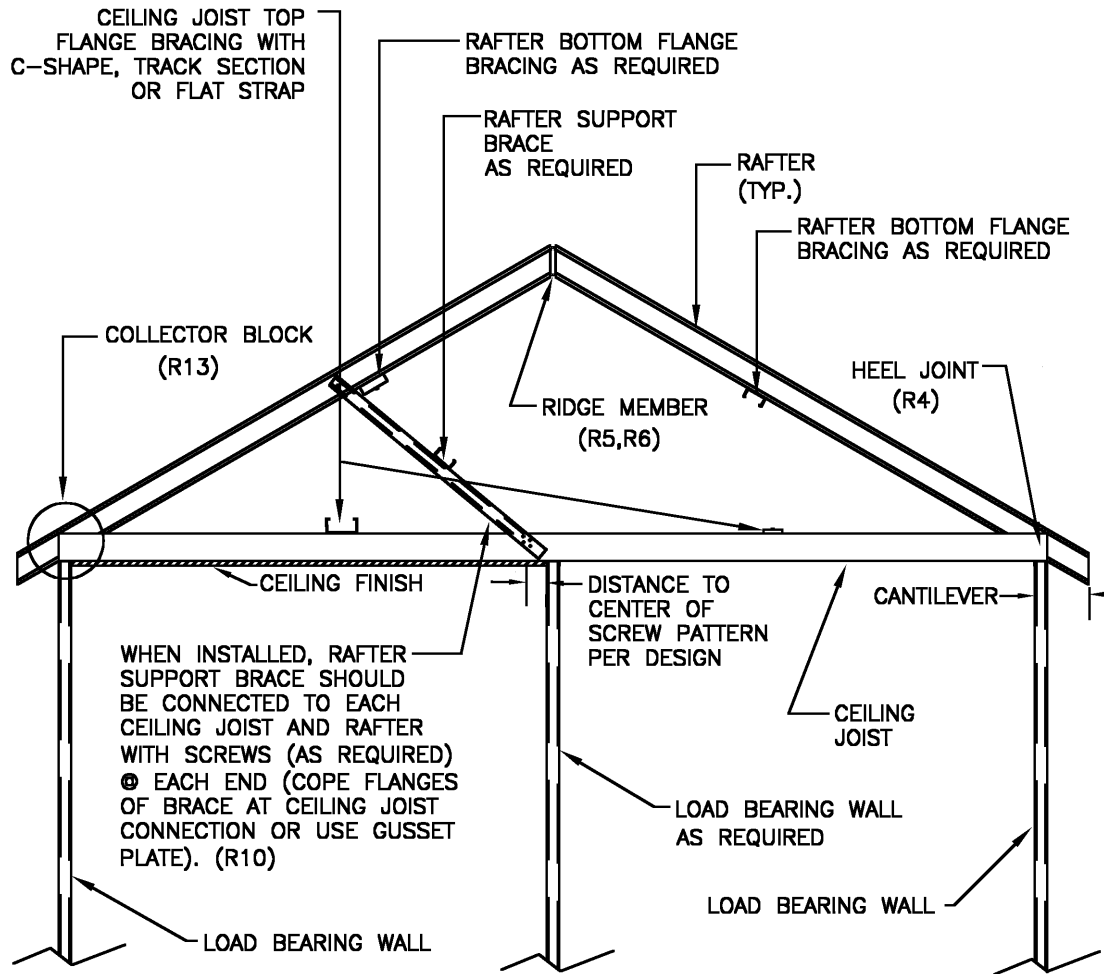 CEILING JOIST TOP
FLANGE BRACING WITH
C-SHAPE, TRACK SECTION
OR FLAT STRAP
RAFTER BOTTOM FLANGE
BRACING AS REQUIRED
RAFTER SUPPORT
BRACE
AS REQUIRED
RAFTER
(TYP.)
RAFTER BOTTOM FLANGE
BRACING AS REQUIRED
COLLECTOR BLOCK
(R13)
HEEL JOINT
(R4)
RIDGE MEMBER
(R5,R6)
CEILING FINISH
DISTANCE TO
CENTER OF
SCREW PATTERN
PER DESIGN
CANTILEVER
WHEN INSTALLED, RAFTER
SUPPORT BRACE SHOULD
BE CONNECTED TO EACH
CEILING JOIST AND RAFTER
WITH SCREWS (AS REQUIRED)
@ EACH END (COPE FLANGES
OF BRACE AT CEILING JOIST
CONNECTION OR USE GUSSET
PLATE). (R10)
CEILING
JOIST
LOAD BEARING WALL
AS REQUIRED
LOAD BEARING WALL
LOAD BEARING WALL